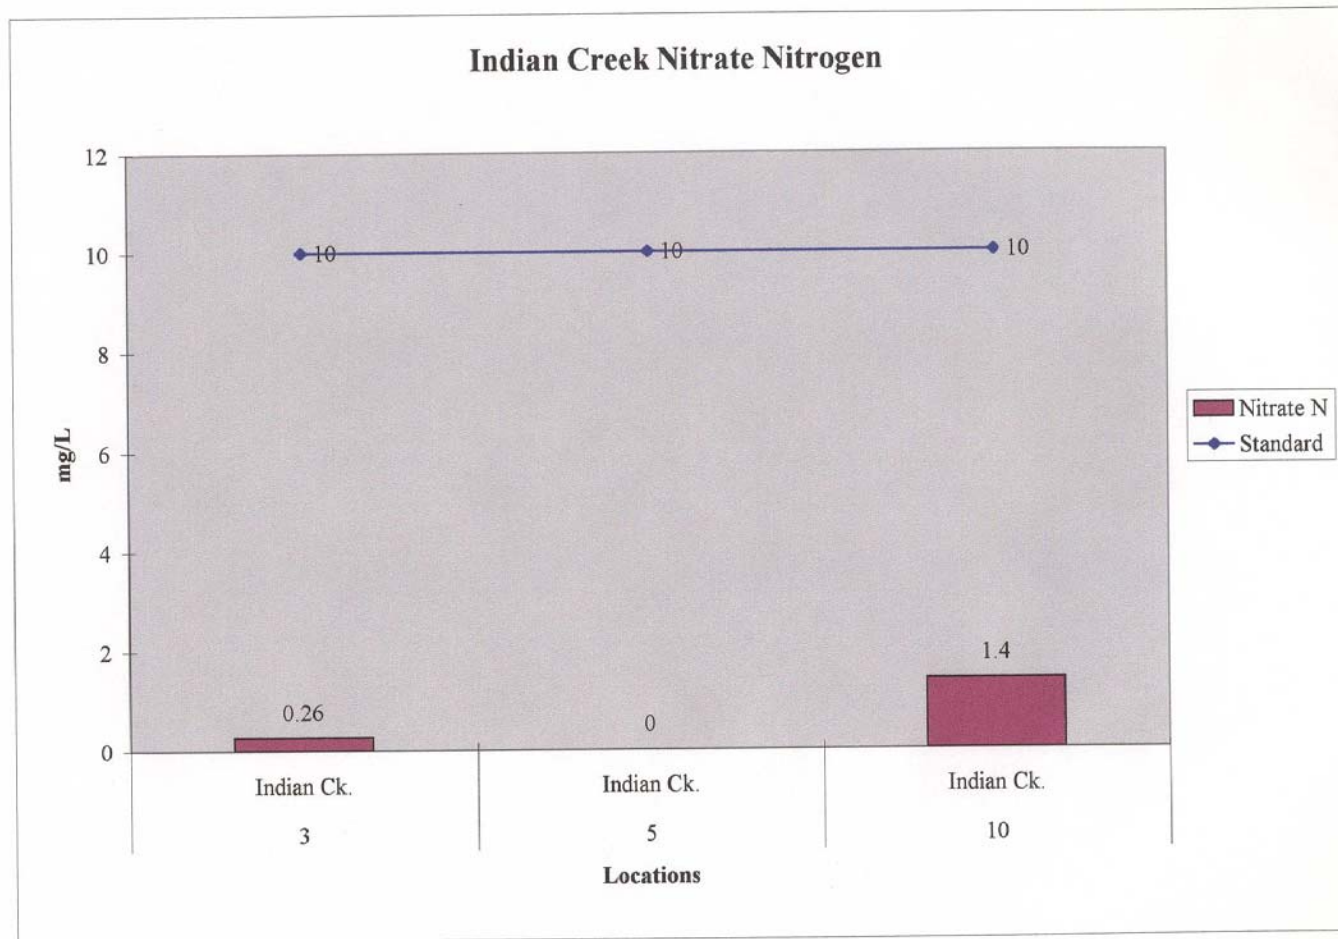 Indian Creek Nitrate Nitrogen
12
10
8
6
4
2
0
mg/L
10
10
10
0.26
0
1.4
Indian Ck.
Indian Ck.
Indian Ck.
3
5
10
Locations
Nitrate N
Standard